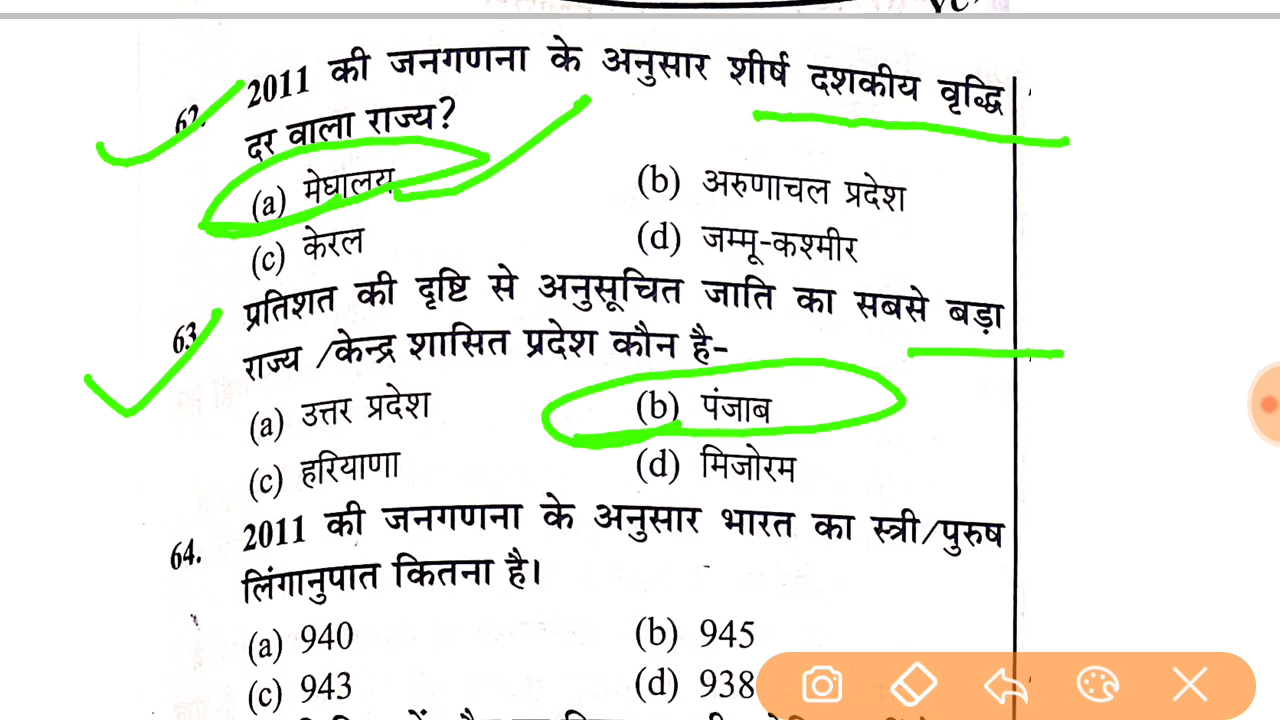 62. 2011 की जनगणना के अनुसार शीर्ष दशकीय वृद्धि
दर वाला राज्य?
(a) मेघालय (b) अरुणाचल प्रदेश
(c) केरल (d) जम्मू-कश्मीर
63. प्रतिशत की दृष्टि से अनुसूचित जाति का सबसे बड़ा
राज्य /केन्द्र शासित प्रदेश कौन है-
(a) उत्तर प्रदेश (b) पंजाब
(c) हरियाणा (d) मिजोरम
64. 2011 की जनगणना के अनुसार भारत का स्त्री/पुरुष
लिंगानुपात कितना है।
(a) 940 (b) 945
(c) 943 (d) 938